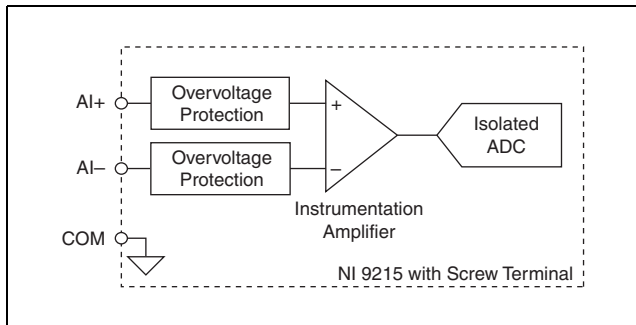 AI+
Overvoltage
Protection
+
Isolated
ADC
AI–
Overvoltage
Protection
–
Instrumentation
Amplifier
COM
NI 9215 with Screw Terminal